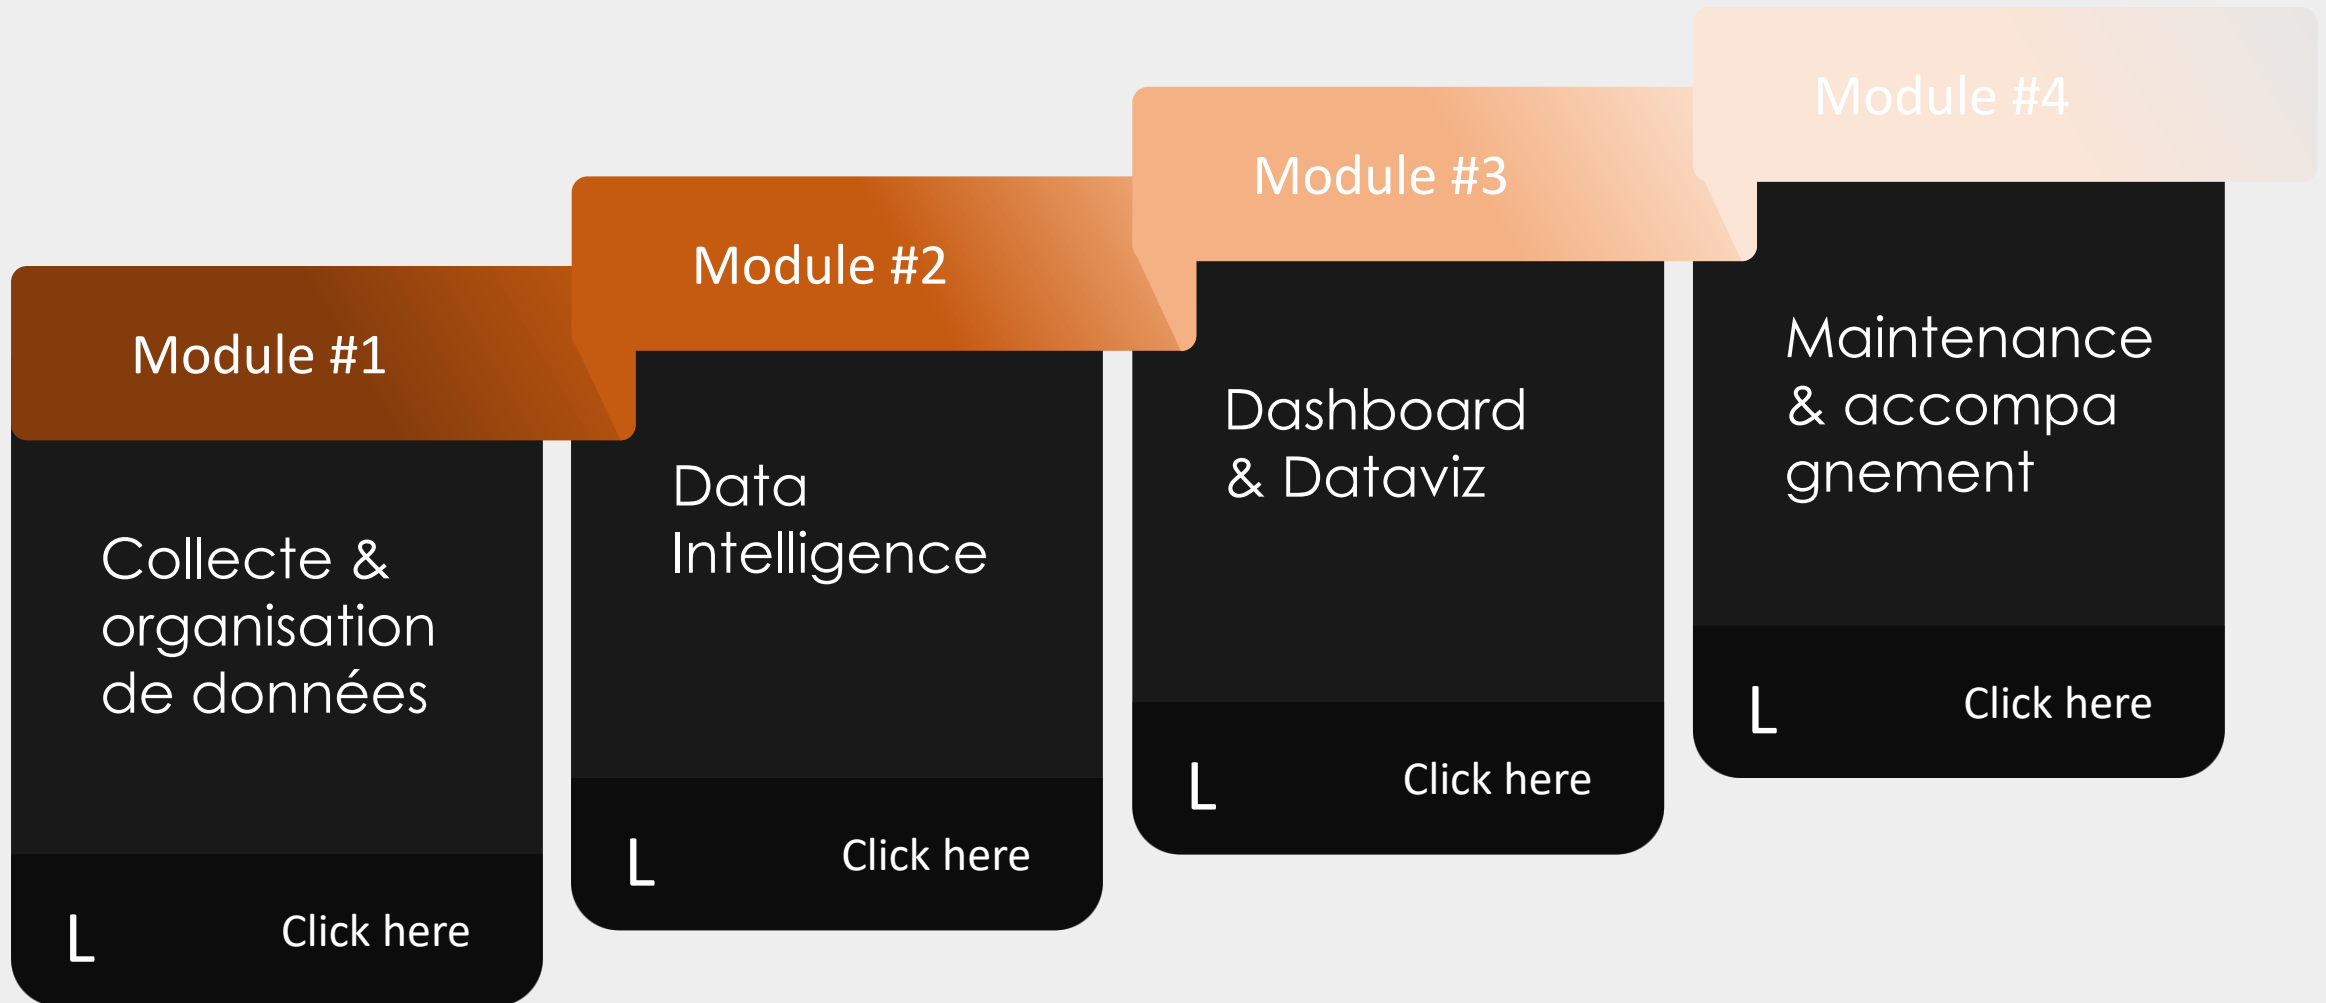 Module #1
Collecte &
organisation
de données
L
Click here
Module #2
Data
Intelligence
L
Click here
Module #3
Dashboard
& Dataviz
L
Click here
Module #4
Maintenance
& accompa
gnement
L
Click here